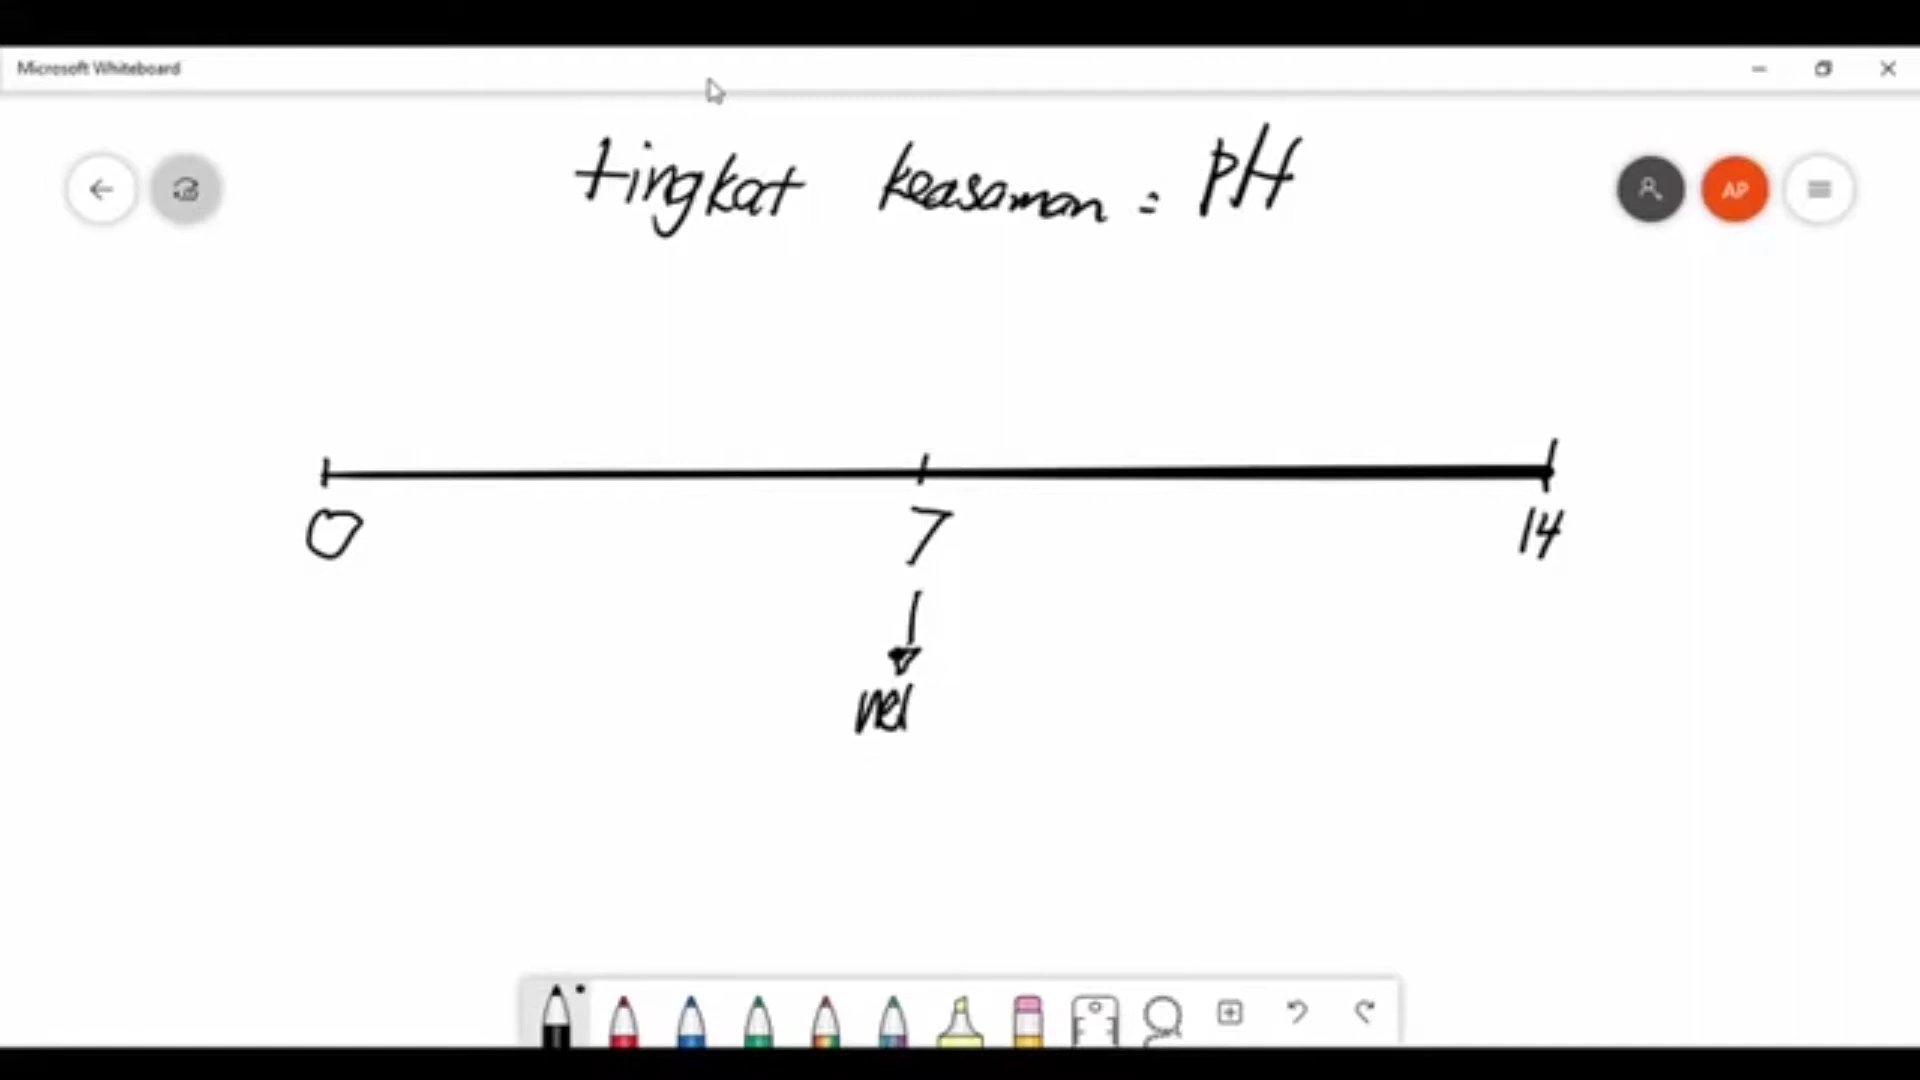 Microsoft Whiteboard
tingkat keasaman = pH
AP
0 7 14
net